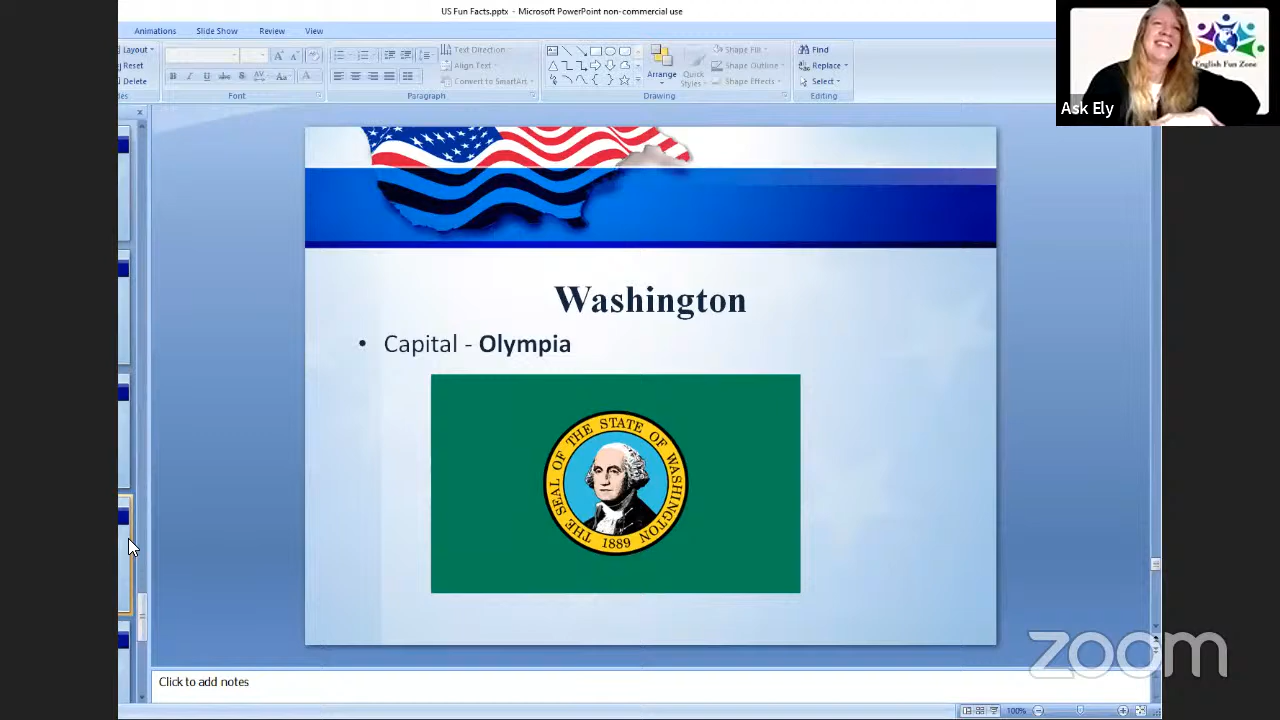 US Fun Facts.pptx - Microsoft PowerPoint non-commercial use
Animations Slide Show Review View
Layout
Reset
Delete
Font
Text Direction
Align Text
Convert to SmartArt
Paragraph
Arrange
Quick
Styles
Shape Fill
Shape Outline
Shape Effects
Drawing
Find
Replace
Select
Editing
English Fun Zone
Ask Ely
Washington
• Capital - Olympia
THE SEAL OF THE STATE OF WASHINGTON
1889
zoom
Click to add notes
100%